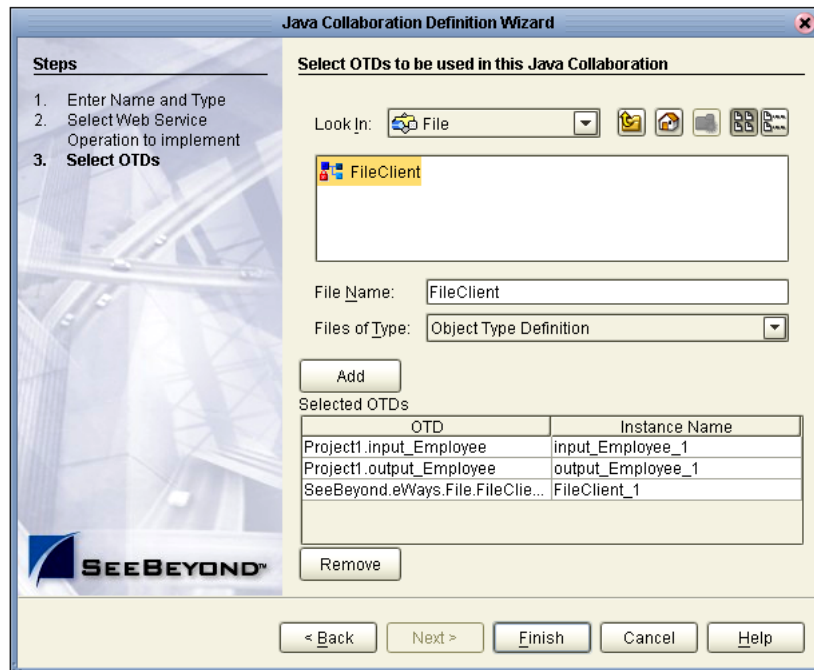 Java Collaboration Definition Wizard
Steps
1. Enter Name and Type
2. Select Web Service
Operation to implement
3. Select OTDs
SEEBEYOND™
Select OTDs to be used in this Java Collaboration
Look In: File
FileClient
File Name: FileClient
Files of Type: Object Type Definition
Add
Selected OTDs
OTD Instance Name
Project1.input_Employee input_Employee_1
Project1.output_Employee output_Employee_1
SeeBeyond.eWays.File.FileClie... FileClient_1
Remove
< Back Next > Finish Cancel Help